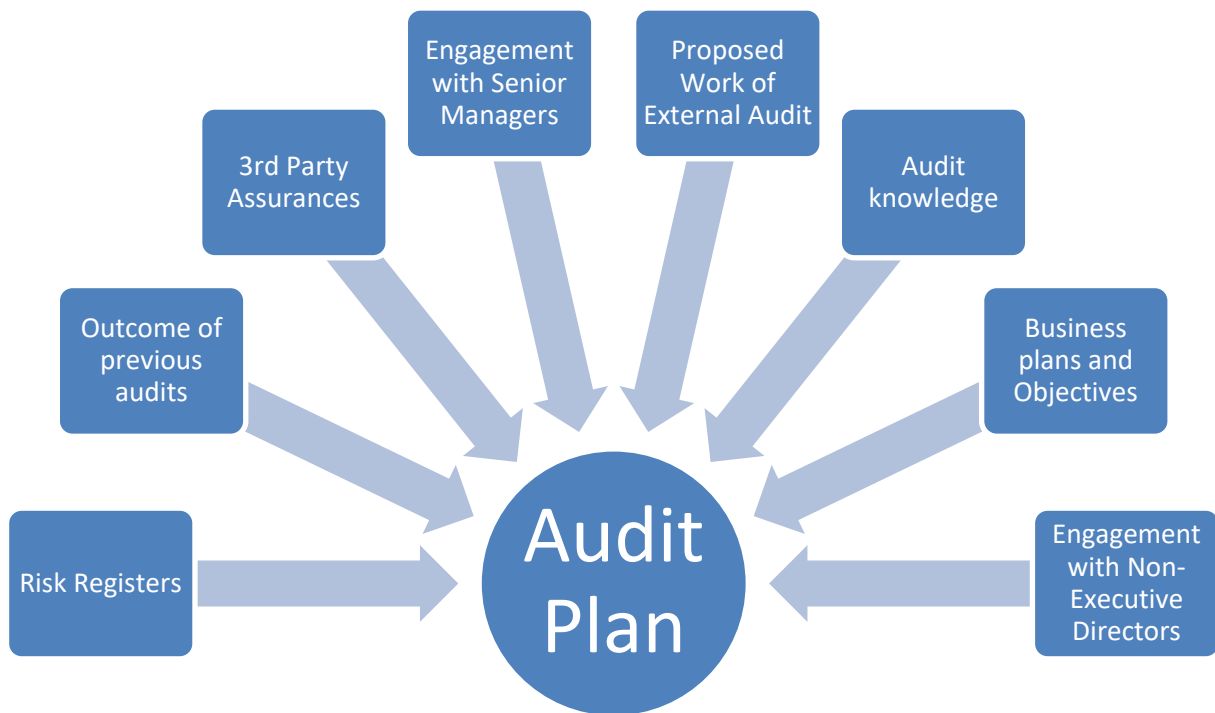 Engagement
with Senior
Managers
Proposed
Work of
External Audit
3rd Party
Assurances
Audit
knowledge
Outcome of
previous
audits
Business
plans and
Objectives
Risk Registers
Engagement
with Non-
Executive
Directors
Audit
Plan